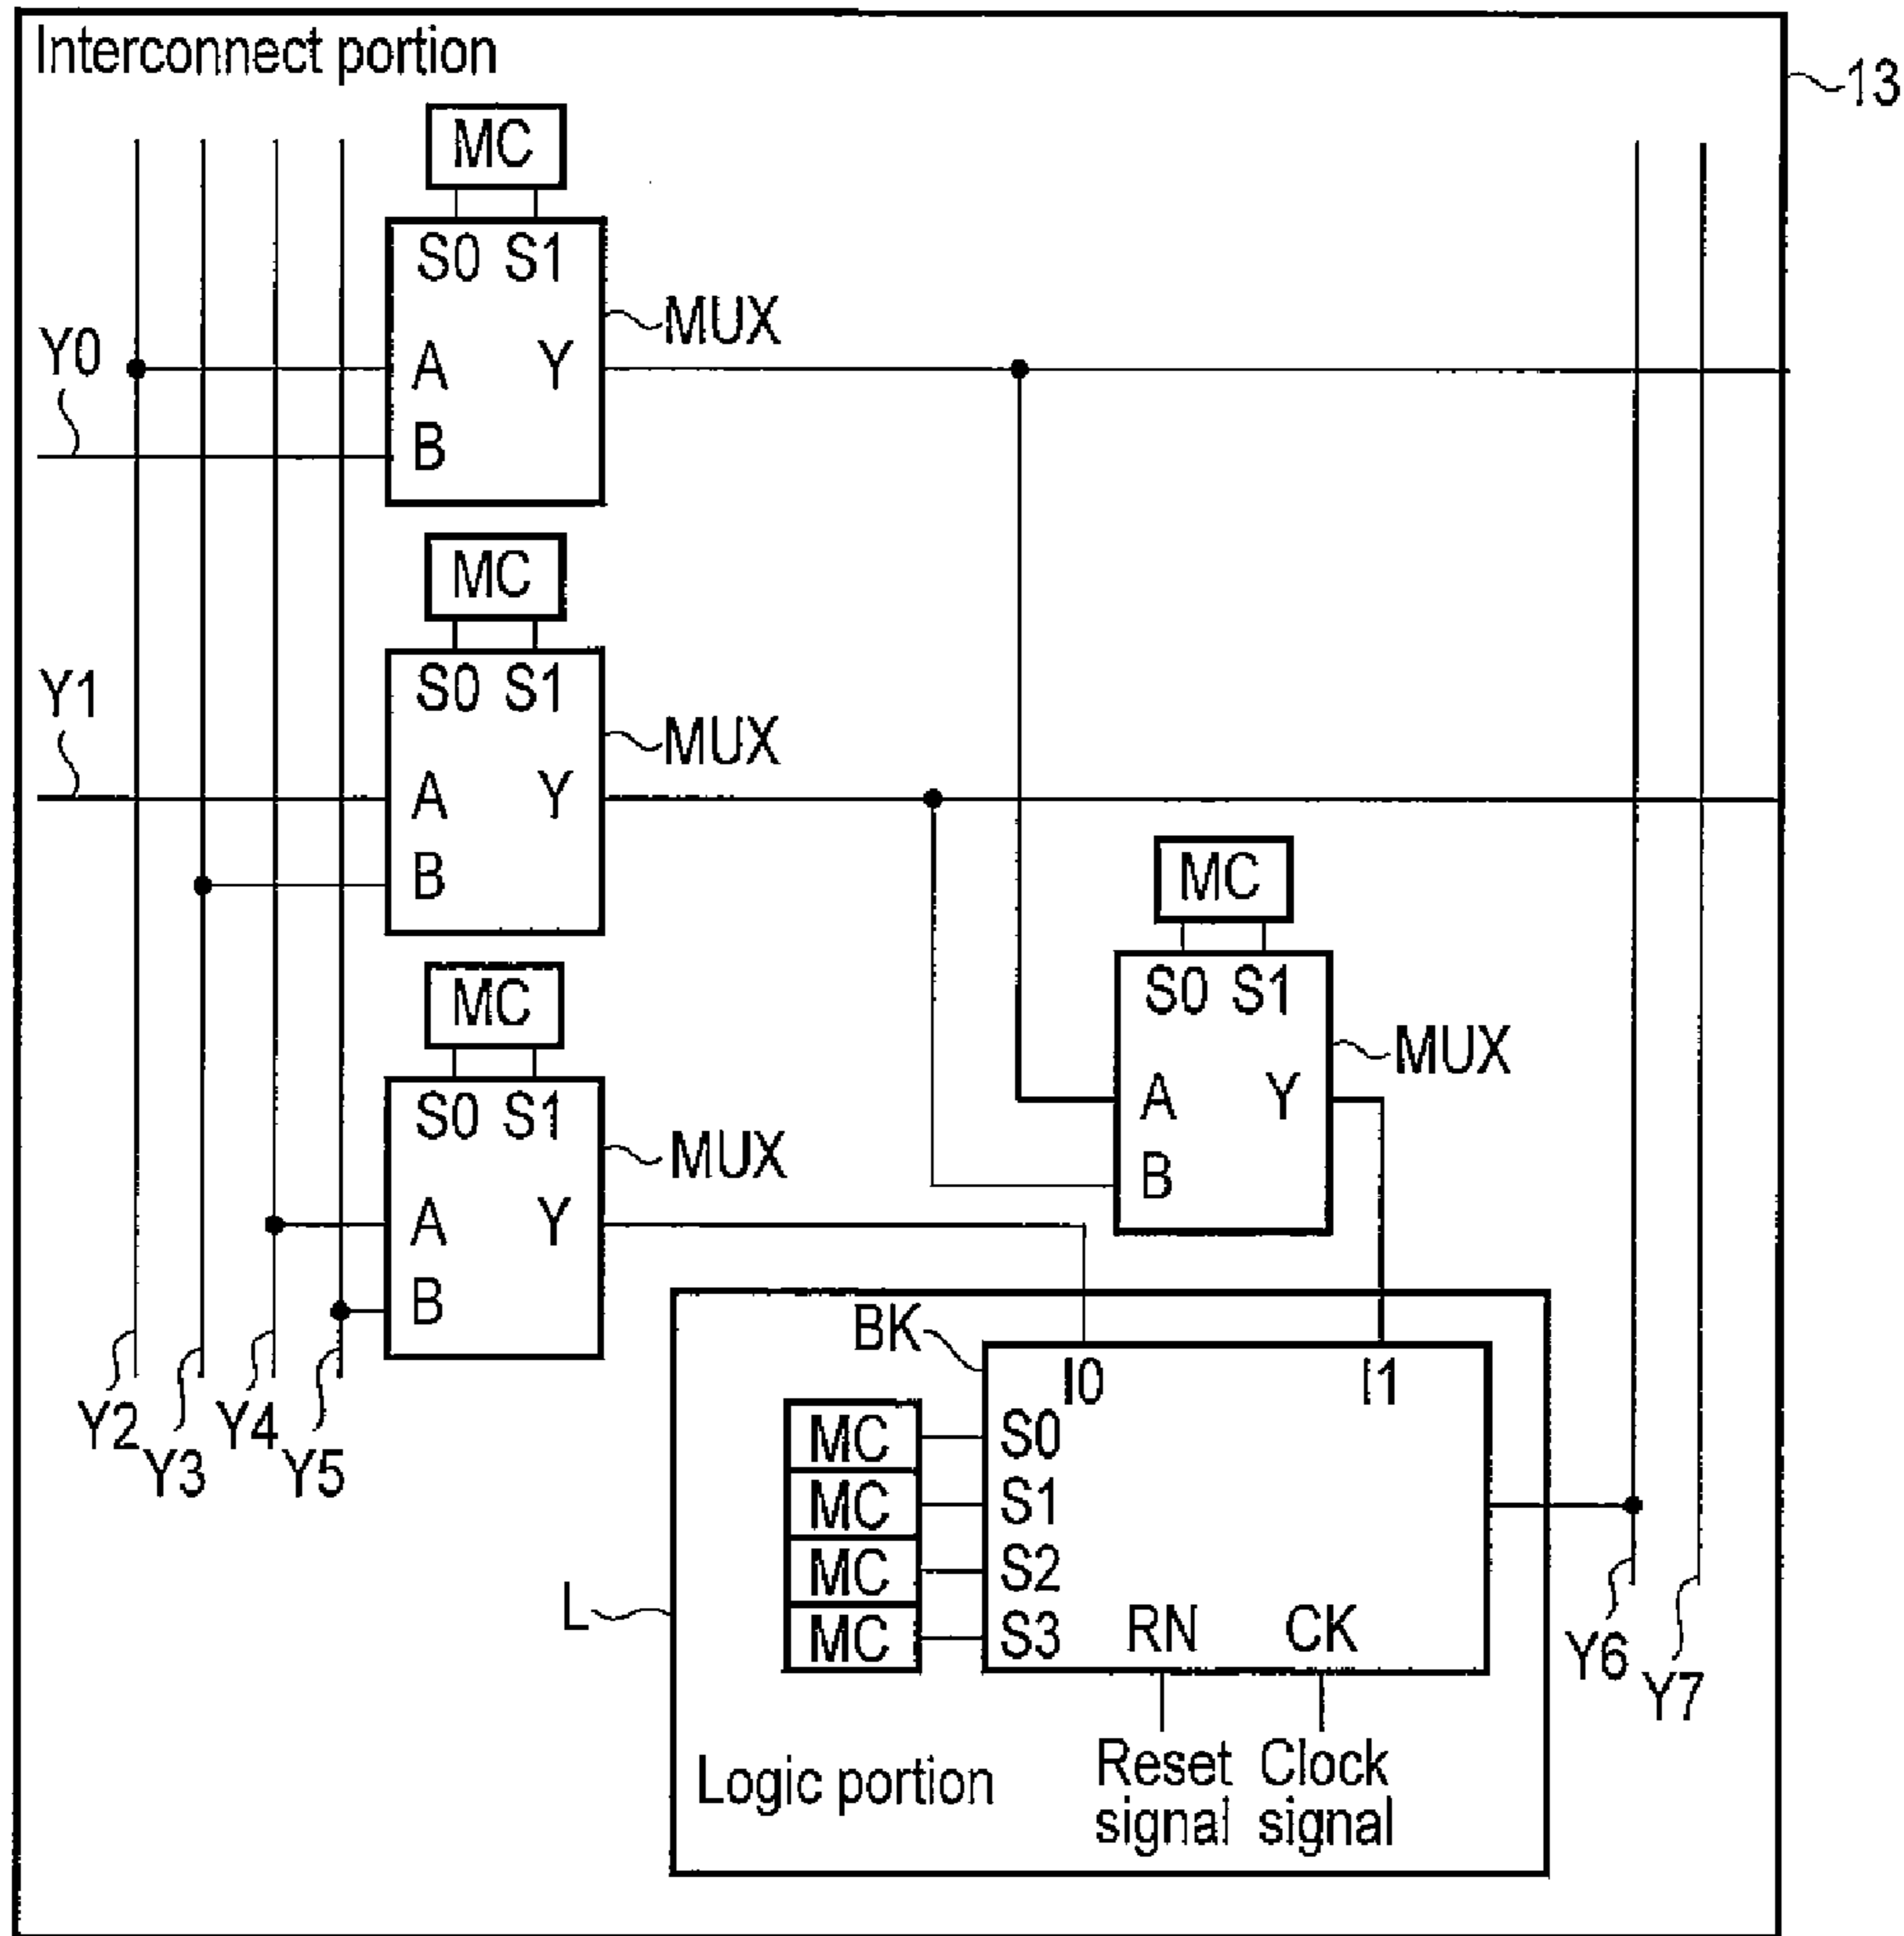 Interconnect portion
13
MC
S0 S1
MUX
Y0
A Y
B
MC
S0 S1
Y1
MUX
A Y
B
MC
S0 S1
MUX
A Y
B
MC
S0 S1
MUX
A Y
B
Y2
Y3
Y4
Y5
BK
I0 I1
MC S0
MC S1
MC S2
MC S3
RN CK
L
Y6
Y7
Logic portion
Reset signal
Clock signal